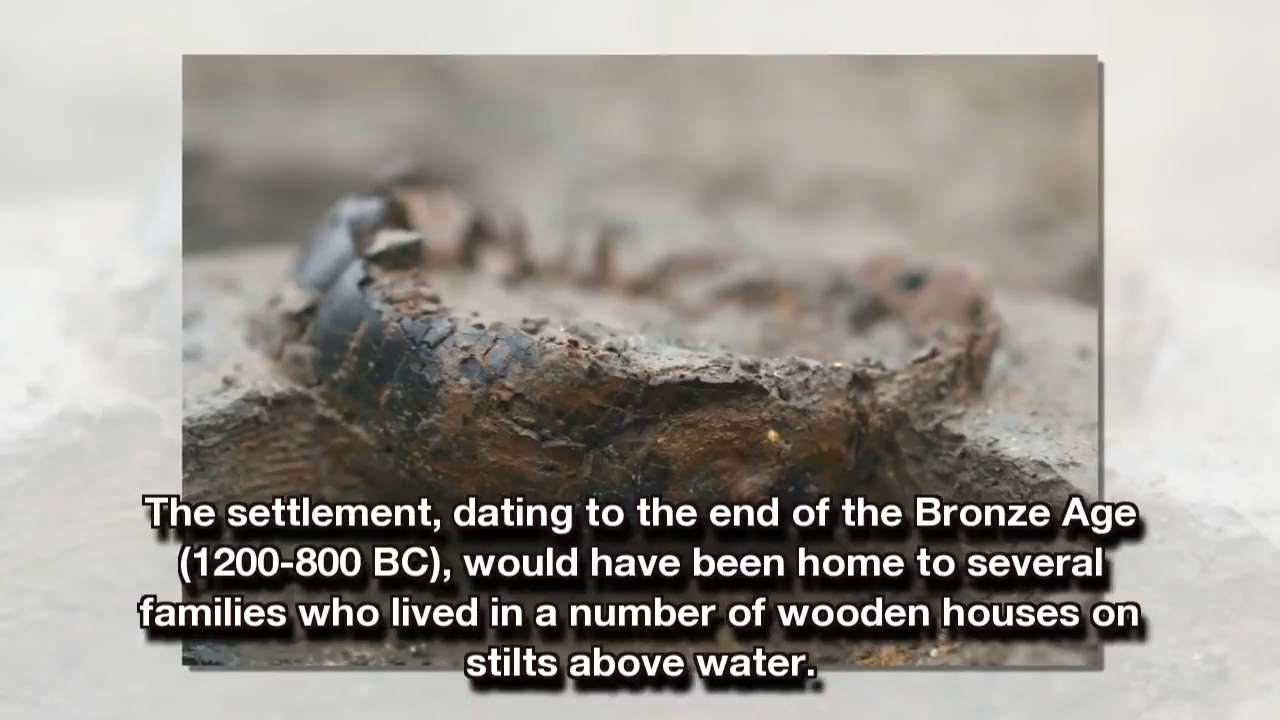 The settlement, dating to the end of the Bronze Age
(1200-800 BC), would have been home to several
families who lived in a number of wooden houses on
stilts above water.